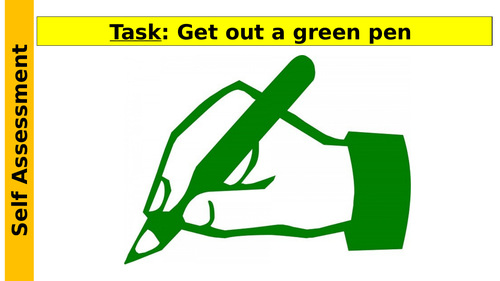 Task: Get out a green pen
Self Assessment